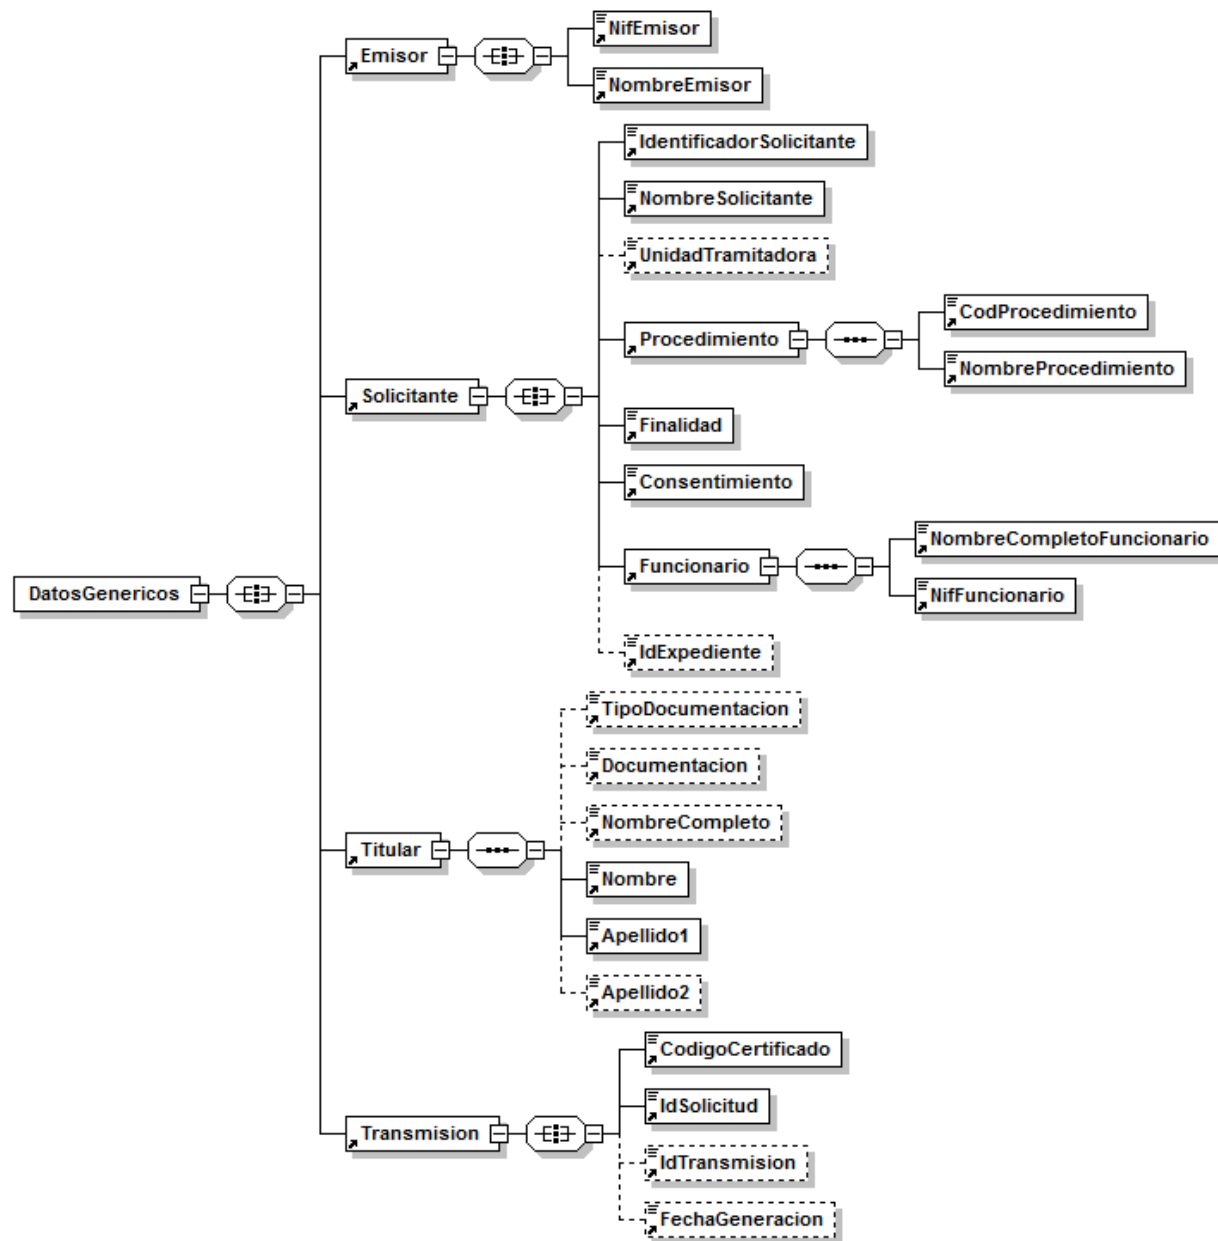 Emisor
NifEmisor
NombreEmisor
IdentificadorSolicitante
NombreSolicitante
UnidadTramitadora
Procedimiento
CodProcedimiento
NombreProcedimiento
Solicitante
Finalidad
Consentimiento
Funcionario
NombreCompletoFuncionario
NifFuncionario
DatosGenericos
IdExpediente
TipoDocumentacion
Documentacion
NombreCompleto
Titular
Nombre
Apellido1
Apellido2
CodigoCertificado
IdSolicitud
Transmision
IdTransmision
FechaGeneracion